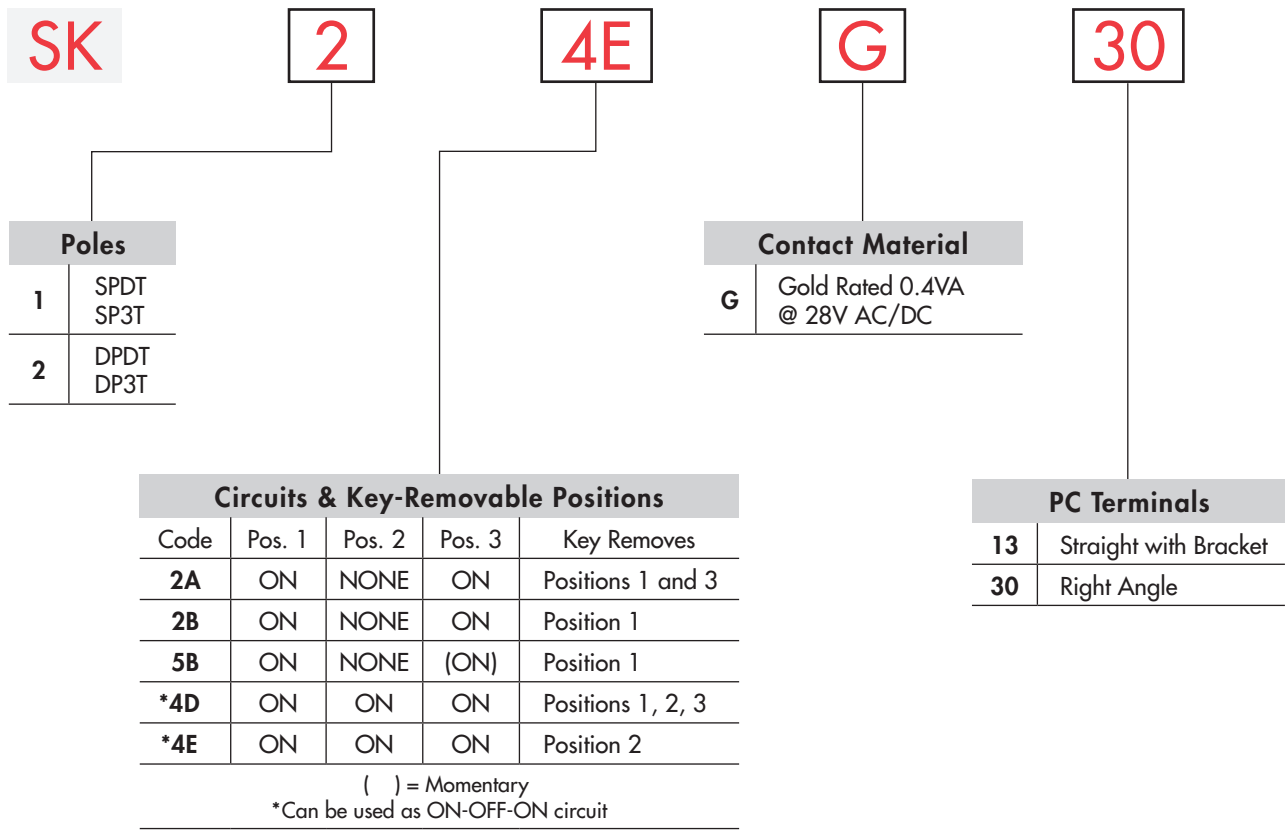 SK 2 4E G 30
Poles
1 SPDT
SP3T
2 DPDT
DP3T
Contact Material
G Gold Rated 0.4VA
@ 28V AC/DC
Circuits & Key-Removable Positions
Code Pos. 1 Pos. 2 Pos. 3 Key Removes
2A ON NONE ON Positions 1 and 3
2B ON NONE ON Position 1
5B ON NONE (ON) Position 1
*4D ON ON ON Positions 1, 2, 3
*4E ON ON ON Position 2
( ) = Momentary
*Can be used as ON-OFF-ON circuit
PC Terminals
13 Straight with Bracket
30 Right Angle